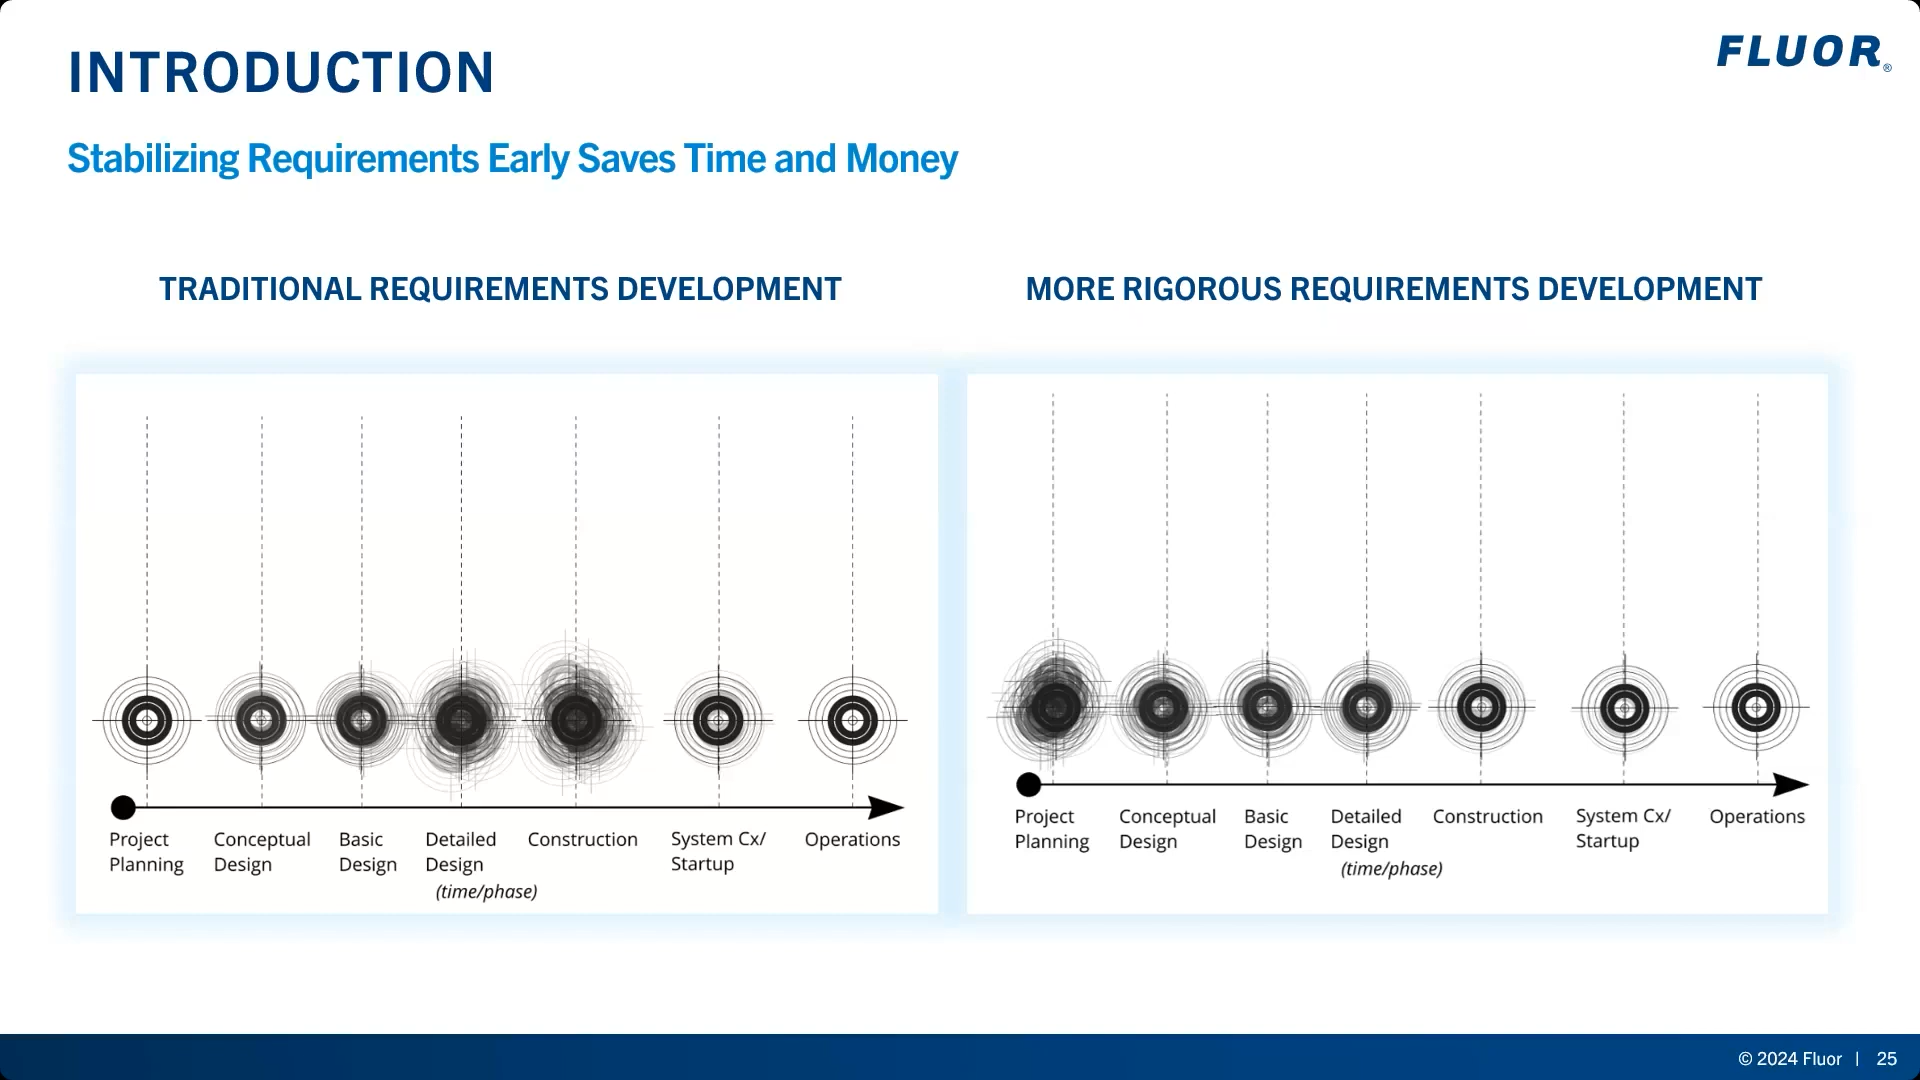 INTRODUCTION
FLUOR®
Stabilizing Requirements Early Saves Time and Money
TRADITIONAL REQUIREMENTS DEVELOPMENT
Project
Planning
Conceptual
Design
Basic
Design
Detailed
Design
(time/phase)
Construction
System Cx/
Startup
Operations
MORE RIGOROUS REQUIREMENTS DEVELOPMENT
Project
Planning
Conceptual
Design
Basic
Design
Detailed
Design
(time/phase)
Construction
System Cx/
Startup
Operations
© 2024 Fluor | 25